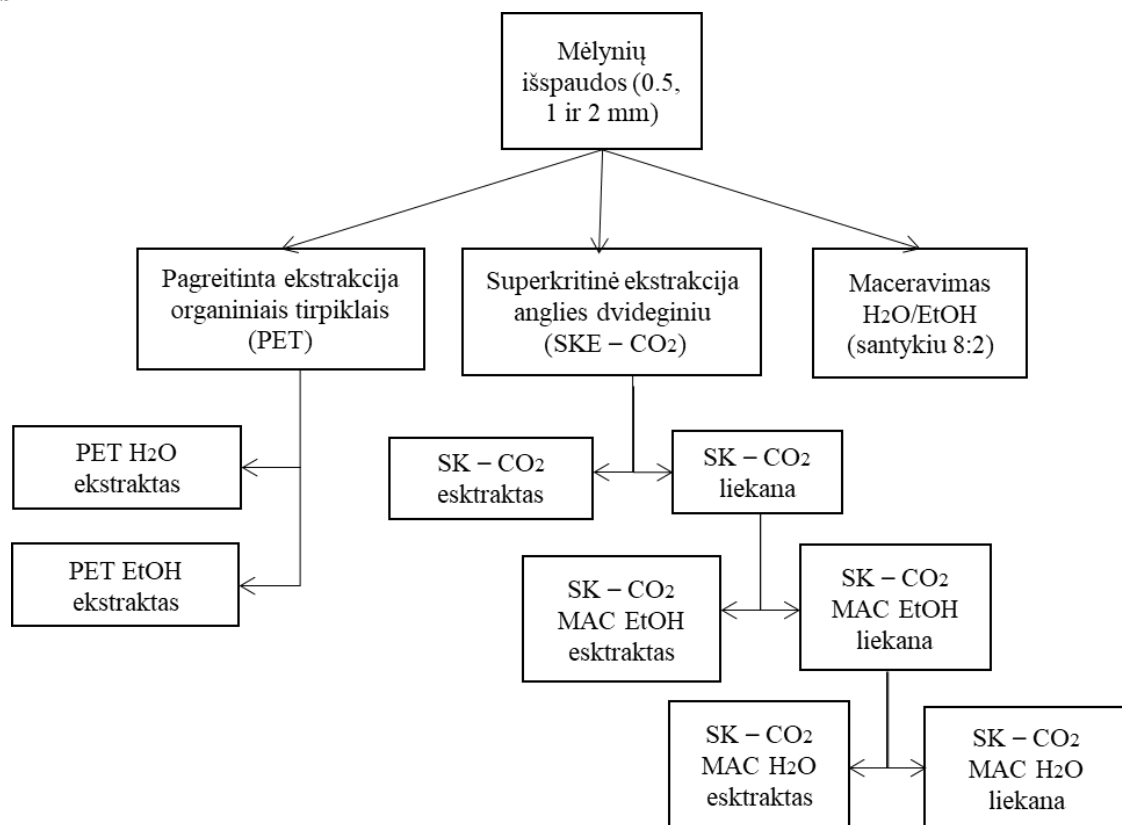 Mėlynių
išspaudos (0.5,
1 ir 2 mm)
Pagreitinta ekstrakcija
organiniais tirpiklais
(PET)
Superkritinė ekstrakcija
anglies dvideginiu
(SKE – CO2)
Maceravimas
H2O/EtOH
(santykiu 8:2)
PET H2O
ekstraktas
SK – CO2
esktraktas
SK – CO2
liekana
PET EtOH
ekstraktas
SK – CO2
MAC EtOH
esktraktas
SK – CO2
MAC EtOH
liekana
SK – CO2
MAC H2O
esktraktas
SK – CO2
MAC H2O
liekana